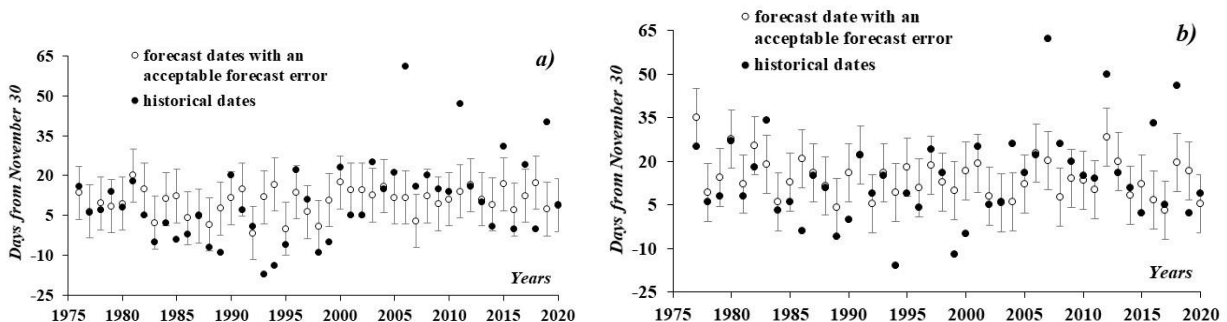 a)
forecast dates with an
acceptable forecast error
historical dates
Days from November 30
65
45
25
5
-10
-25
Years
1975 1980 1985 1990 1995 2000 2005 2010 2015 2020
b)
forecast date with an
acceptable forecast error
historical dates
Days from November 30
65
50
35
20
5
-10
-25
Years
1975 1980 1985 1990 1995 2000 2005 2010 2015 2020